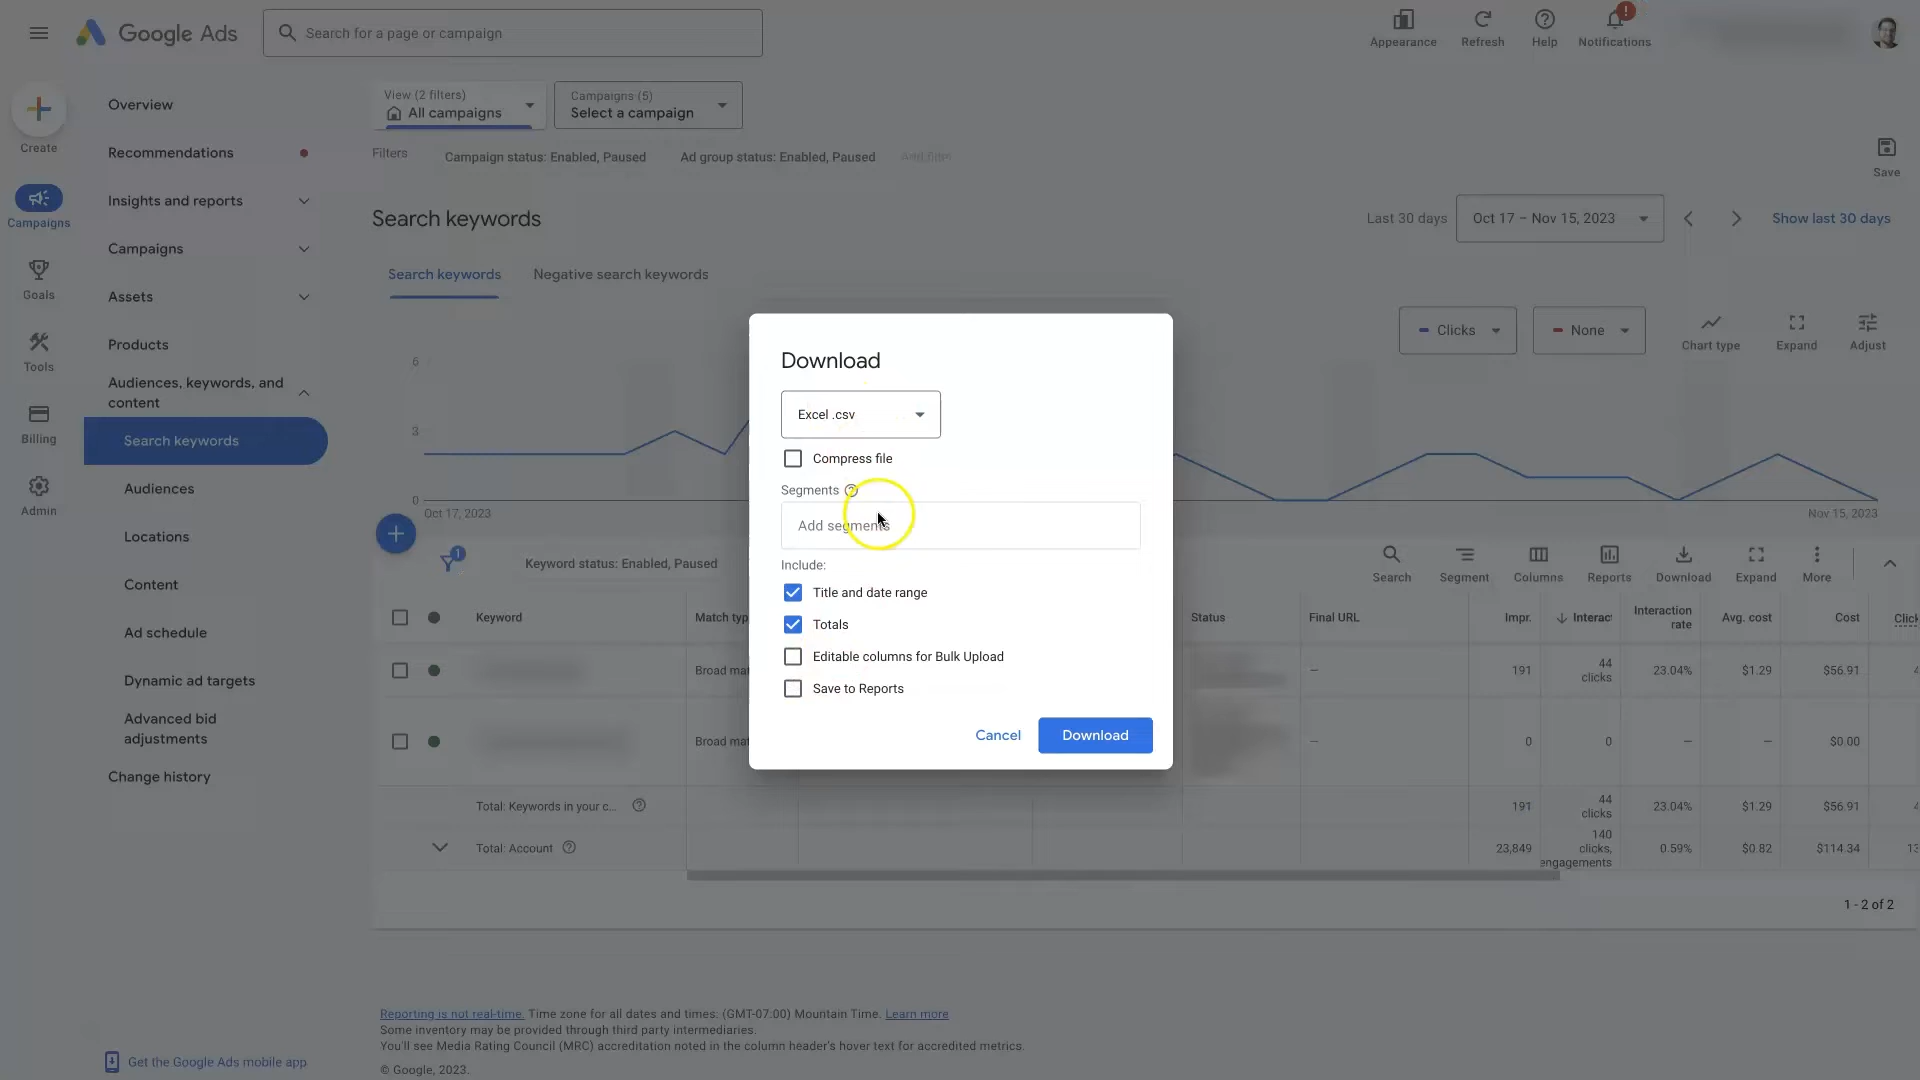 Google Ads
Search for a page or campaign
Appearance
Refresh
Help
Notifications
!
Create
Campaigns
Goals
Tools
Billing
Admin
Overview
Recommendations
Insights and reports
Campaigns
Assets
Products
Audiences, keywords, and
content
Search keywords
Audiences
Locations
Content
Ad schedule
Dynamic ad targets
Advanced bid
adjustments
Change history
Get the Google Ads mobile app
View (2 filters)
All campaigns
Campaigns (5)
Select a campaign
Filters
Campaign status: Enabled, Paused
Ad group status: Enabled, Paused
Add filter
Save
Search keywords
Last 30 days
Oct 17 – Nov 15, 2023
Show last 30 days
Search keywords
Negative search keywords
Clicks
None
Chart type
Expand
Adjust
6
3
0
Oct 17, 2023
Nov 15, 2023
Download
Excel .csv
Compress file
Segments
Add segments
Include:
Title and date range
Totals
Editable columns for Bulk Upload
Save to Reports
Cancel
Download
1
Keyword status: Enabled, Paused
Search
Segment
Columns
Reports
Download
Expand
More
Keyword
Match typ
Status
Final URL
Impr.
Interact
Interaction
rate
Avg. cost
Cost
Click
Broad mat
—
191
44
clicks
23.04%
$1.29
$56.91
4
Broad mat
—
0
0
—
—
$0.00
Total: Keywords in your c...
191
44
clicks
23.04%
$1.29
$56.91
4
Total: Account
23,849
140
clicks,
engagements
0.59%
$0.82
$114.34
13
1 - 2 of 2
Reporting is not real-time. Time zone for all dates and times: (GMT-07:00) Mountain Time. Learn more
Some inventory may be provided through third party intermediaries.
You'll see Media Rating Council (MRC) accreditation noted in the column header's hover text for accredited metrics.
© Google, 2023.